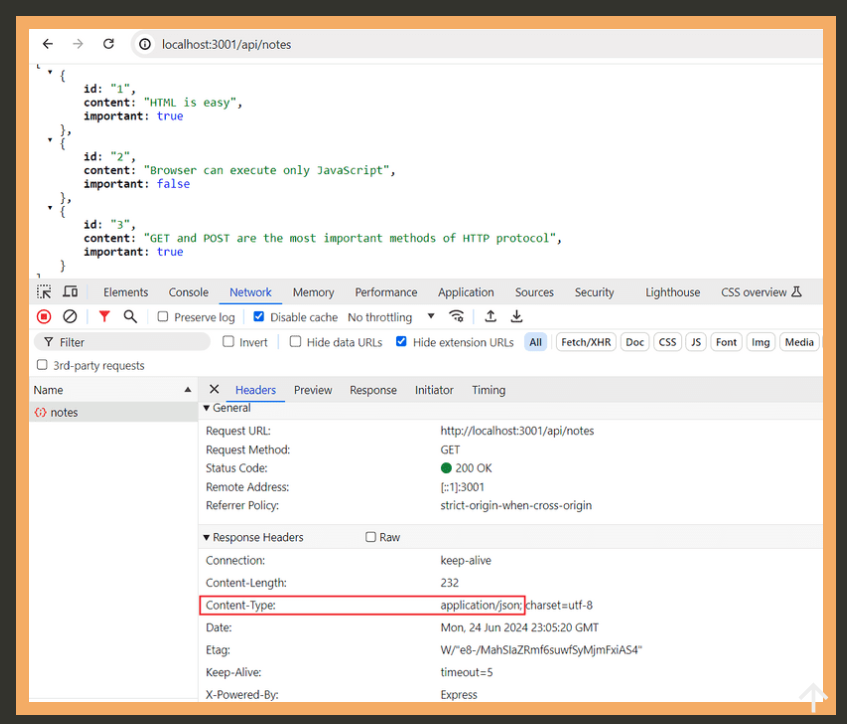 localhost:3001/api/notes
[
{
id: "1",
content: "HTML is easy",
important: true
},
{
id: "2",
content: "Browser can execute only JavaScript",
important: false
},
{
id: "3",
content: "GET and POST are the most important methods of HTTP protocol",
important: true
}
]
Elements Console Network Memory Performance Application Sources Security Lighthouse CSS overview
Preserve log Disable cache No throttling
Filter Invert Hide data URLs Hide extension URLs All Fetch/XHR Doc CSS JS Font Img Media
3rd-party requests
Name Headers Preview Response Initiator Timing
notes
General
Request URL: http://localhost:3001/api/notes
Request Method: GET
Status Code: 200 OK
Remote Address: [::1]:3001
Referrer Policy: strict-origin-when-cross-origin
Response Headers Raw
Connection: keep-alive
Content-Length: 232
Content-Type: application/json; charset=utf-8
Date: Mon, 24 Jun 2024 23:05:20 GMT
Etag: W/"e8-/MahSIaZRmf6suwfSyMjmFxiAS4"
Keep-Alive: timeout=5
X-Powered-By: Express